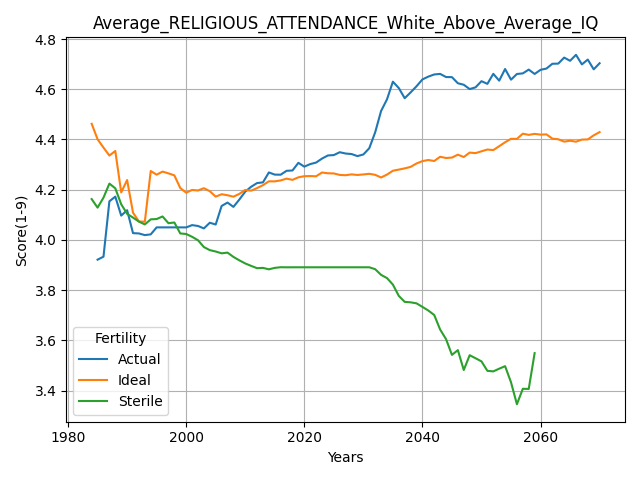 Average_RELIGIOUS_ATTENDANCE_White_Above_Average_IQ
Score(1-9)
4.8
4.6
4.4
4.2
4.0
3.8
3.6
3.4
Fertility
Actual
Ideal
Sterile
1980 2000 2020 2040 2060
Years